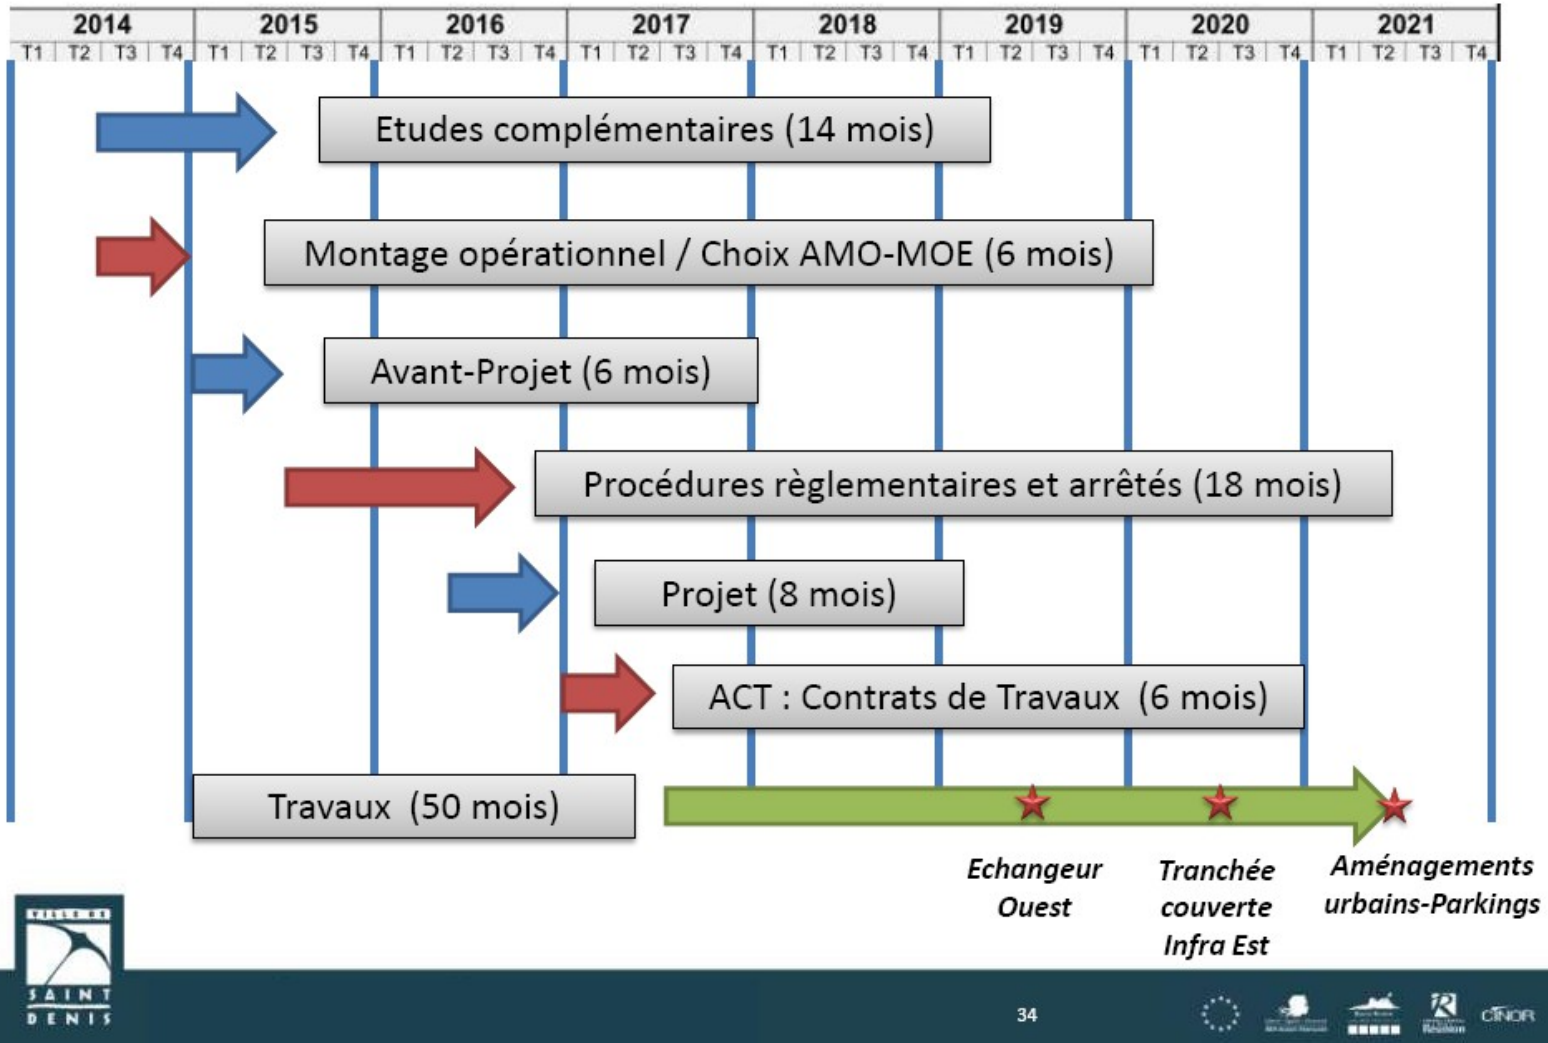 2014 2015 2016 2017 2018 2019 2020 2021
T1 T2 T3 T4 T1 T2 T3 T4 T1 T2 T3 T4 T1 T2 T3 T4 T1 T2 T3 T4 T1 T2 T3 T4 T1 T2 T3 T4 T1 T2 T3 T4
Etudes complémentaires (14 mois)
Montage opérationnel / Choix AMO-MOE (6 mois)
Avant-Projet (6 mois)
Procédures règlementaires et arrêtés (18 mois)
Projet (8 mois)
ACT : Contrats de Travaux (6 mois)
Travaux (50 mois)
Echangeur
Ouest
Tranchée
couverte
Infra Est
Aménagements
urbains-Parkings
VILLE DE
SAINT
DENIS
34
Réunion
CINOR